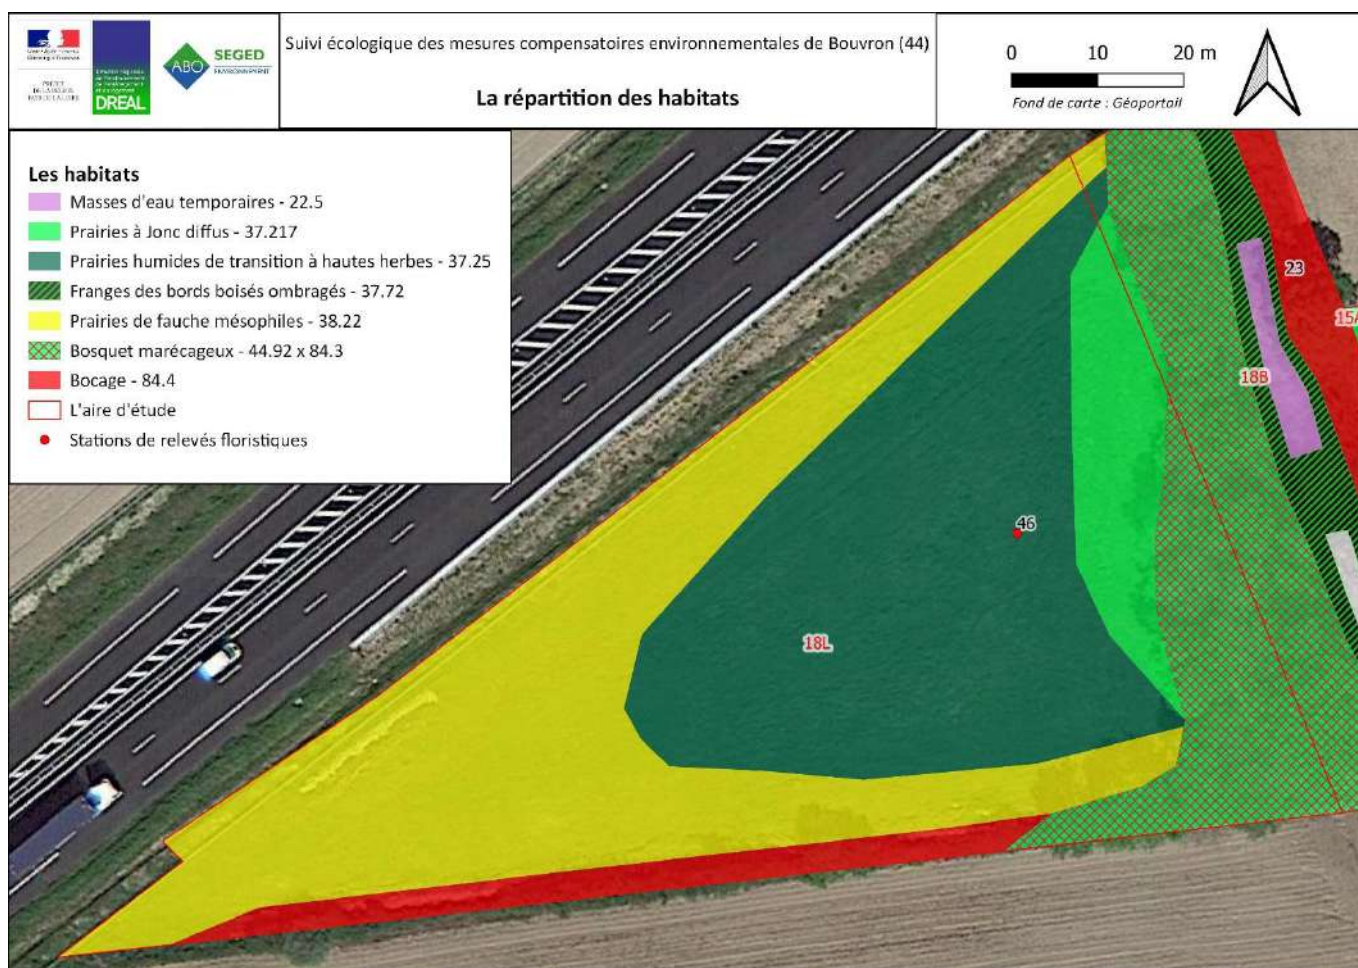 DREAL
ABO
SEGED
ENVIRONNEMENT
Suivi écologique des mesures compensatoires environnementales de Bouvron (44)
La répartition des habitats
0 10 20 m
Fond de carte : Géoportail
Les habitats
Masses d'eau temporaires - 22.5
Prairies à Jonc diffus - 37.217
Prairies humides de transition à hautes herbes - 37.25
Franges des bords boisés ombragés - 37.72
Prairies de fauche mésophiles - 38.22
Bosquet marécageux - 44.92 x 84.3
Bocage - 84.4
L'aire d'étude
Stations de relevés floristiques
23
15A
18B
46
18L